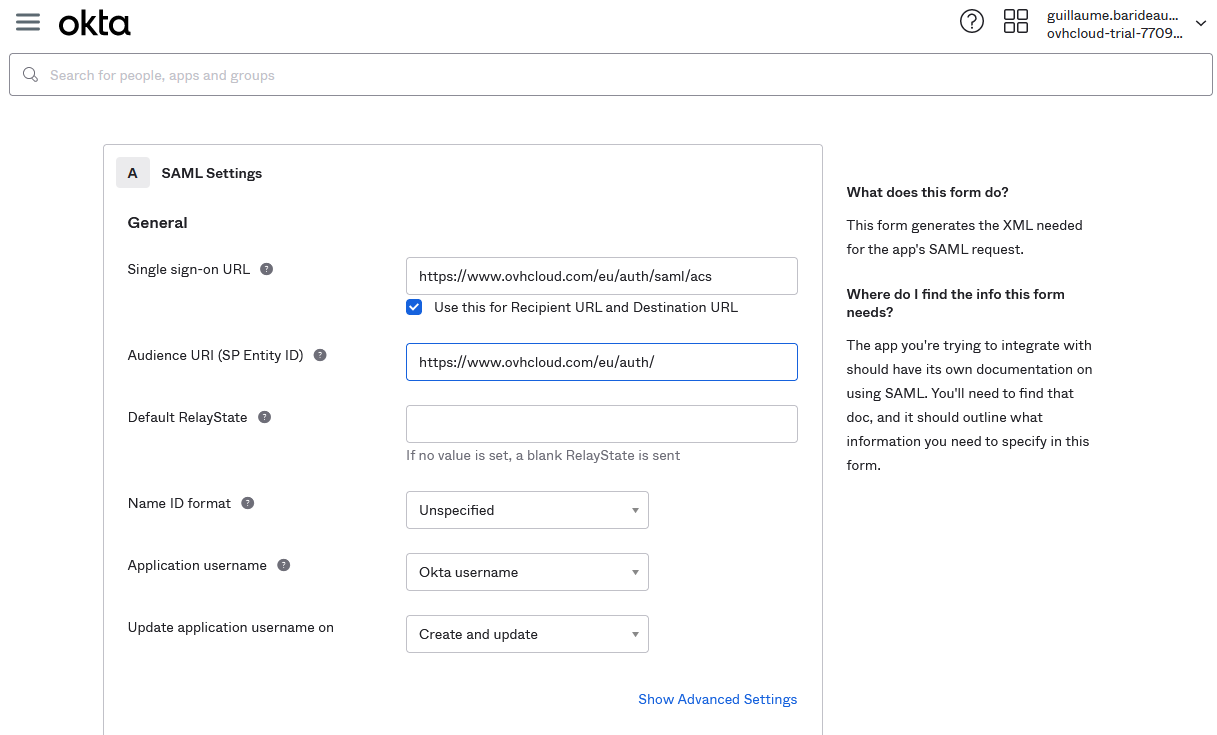 okta
guillaume.barideau...
ovhcloud-trial-7709...
Search for people, apps and groups
A SAML Settings
General
Single sign-on URL ?
https://www.ovhcloud.com/eu/auth/saml/acs
Use this for Recipient URL and Destination URL
Audience URI (SP Entity ID) ?
https://www.ovhcloud.com/eu/auth/
Default RelayState ?
If no value is set, a blank RelayState is sent
Name ID format ?
Unspecified
Application username ?
Okta username
Update application username on
Create and update
Show Advanced Settings
What does this form do?
This form generates the XML needed
for the app's SAML request.
Where do I find the info this form
needs?
The app you're trying to integrate with
should have its own documentation on
using SAML. You'll need to find that
doc, and it should outline what
information you need to specify in this
form.